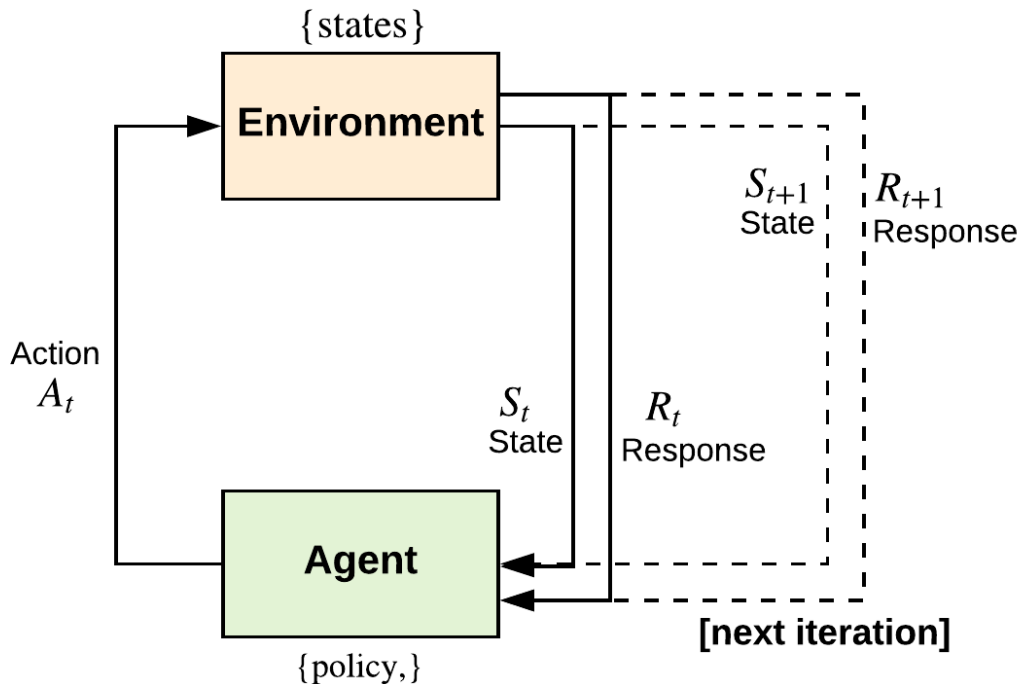 {states}
Environment
S_{t+1}
State
R_{t+1}
Response
Action
A_t
S_t
State
R_t
Response
Agent
[next iteration]
{policy,}